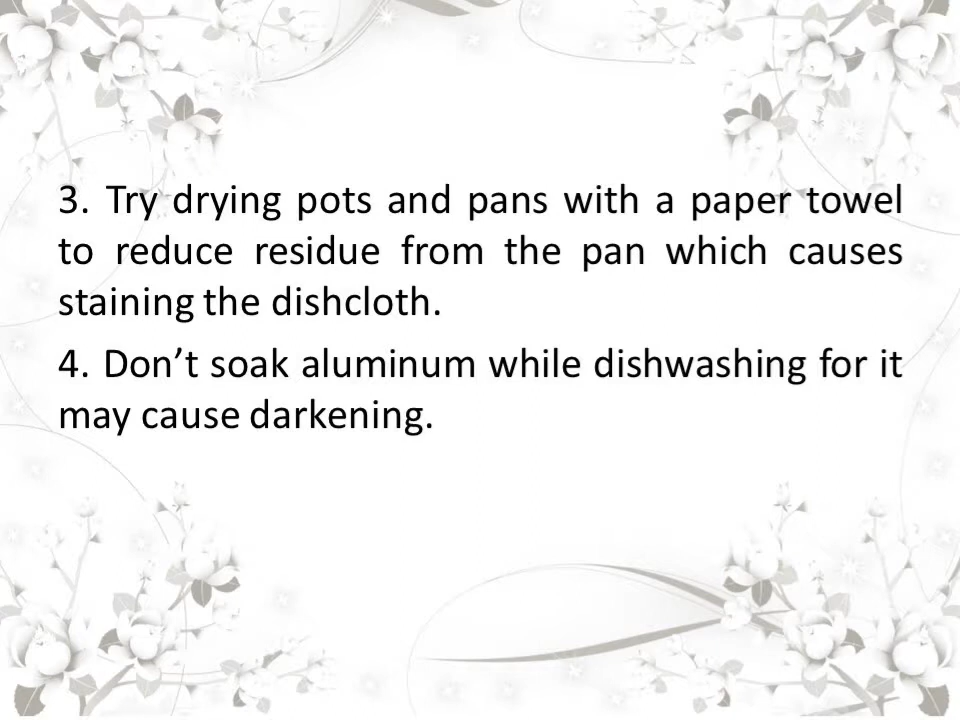 3. Try drying pots and pans with a paper towel
to reduce residue from the pan which causes
staining the dishcloth.
4. Don’t soak aluminum while dishwashing for it
may cause darkening.